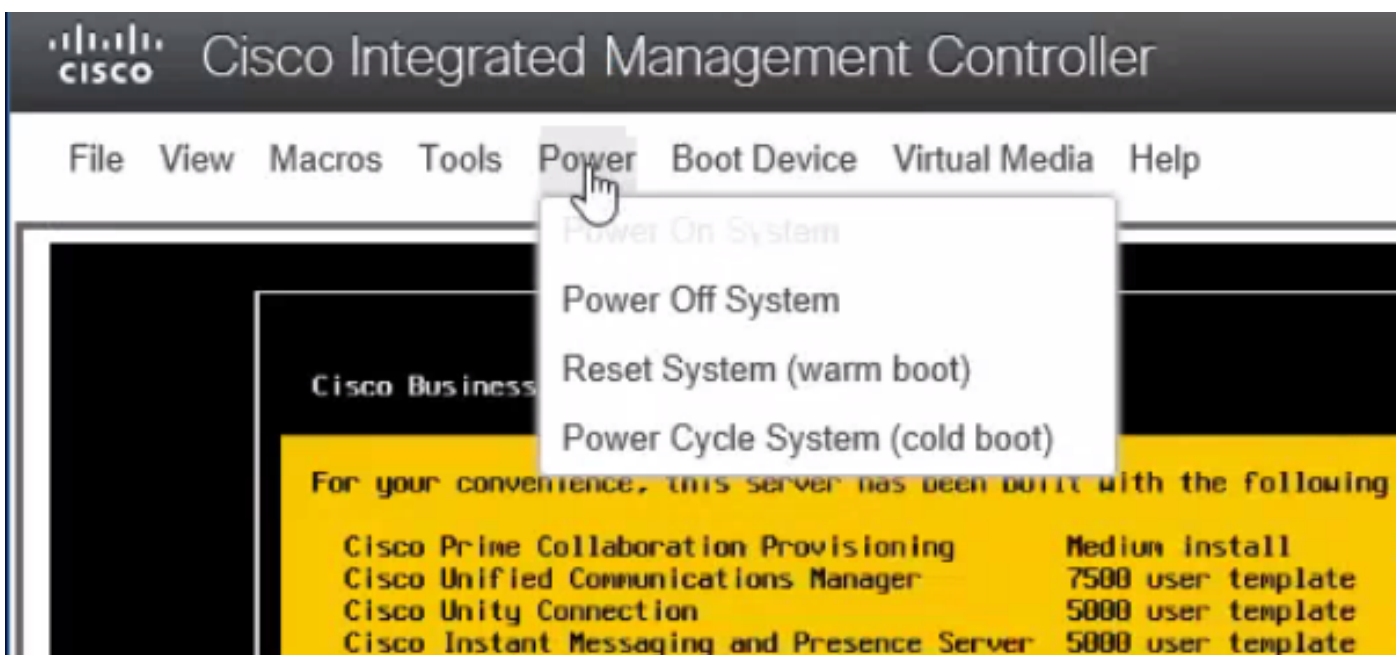 CISCO Cisco Integrated Management Controller
File View Macros Tools Power Boot Device Virtual Media Help
Power On System
Power Off System
Reset System (warm boot)
Power Cycle System (cold boot)
Cisco Business
For your convenience, this server has been built with the following
Cisco Prime Collaboration Provisioning Medium install
Cisco Unified Communications Manager 7500 user template
Cisco Unity Connection 5000 user template
Cisco Instant Messaging and Presence Server 5000 user template